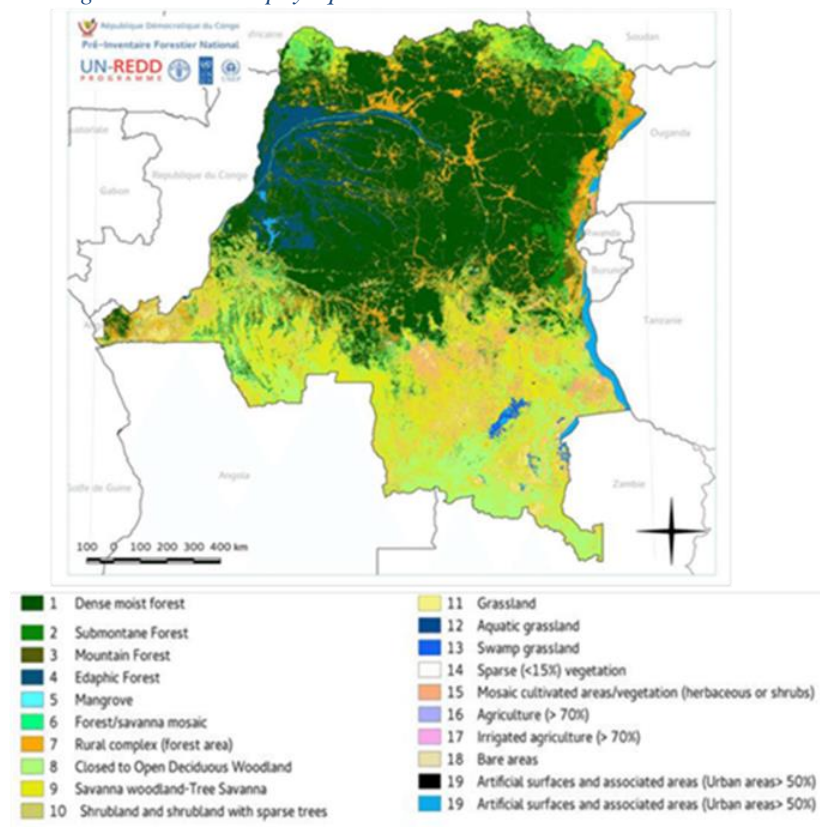 République Démocratique du Congo
Pré-Inventaire Forestier National
UN-REDD
PROGRAMME
Soudan
Ouganda
Gabon
République du Congo
Rwanda
Burundi
Tanzanie
Angola
Golfe de Guine
Zambie
100 0 100 200 300 400 km
1 Dense moist forest
2 Submontane Forest
3 Mountain Forest
4 Edaphic Forest
5 Mangrove
6 Forest/savanna mosaic
7 Rural complex (forest area)
8 Closed to Open Deciduous Woodland
9 Savanna woodland-Tree Savanna
10 Shrubland and shrubland with sparse trees
11 Grassland
12 Aquatic grassland
13 Swamp grassland
14 Sparse (<15%) vegetation
15 Mosaic cultivated areas/vegetation (herbaceous or shrubs)
16 Agriculture (> 70%)
17 Irrigated agriculture (> 70%)
18 Bare areas
19 Artificial surfaces and associated areas (Urban areas> 50%)
19 Artificial surfaces and associated areas (Urban areas> 50%)